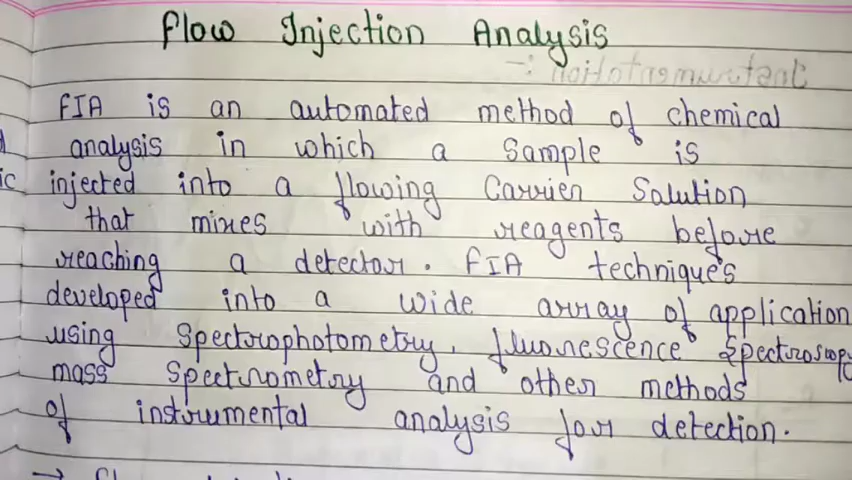 Flow Injection Analysis
FIA is an automated method of chemical
analysis in which a sample is
injected into a flowing carrier solution
that mixes with reagents before
reaching a detector. FIA technique's
developed into a wide array of application
using spectrophotometry, fluorescence spectroscopy
mass spectrometry and other methods
of instrumental analysis for detection.